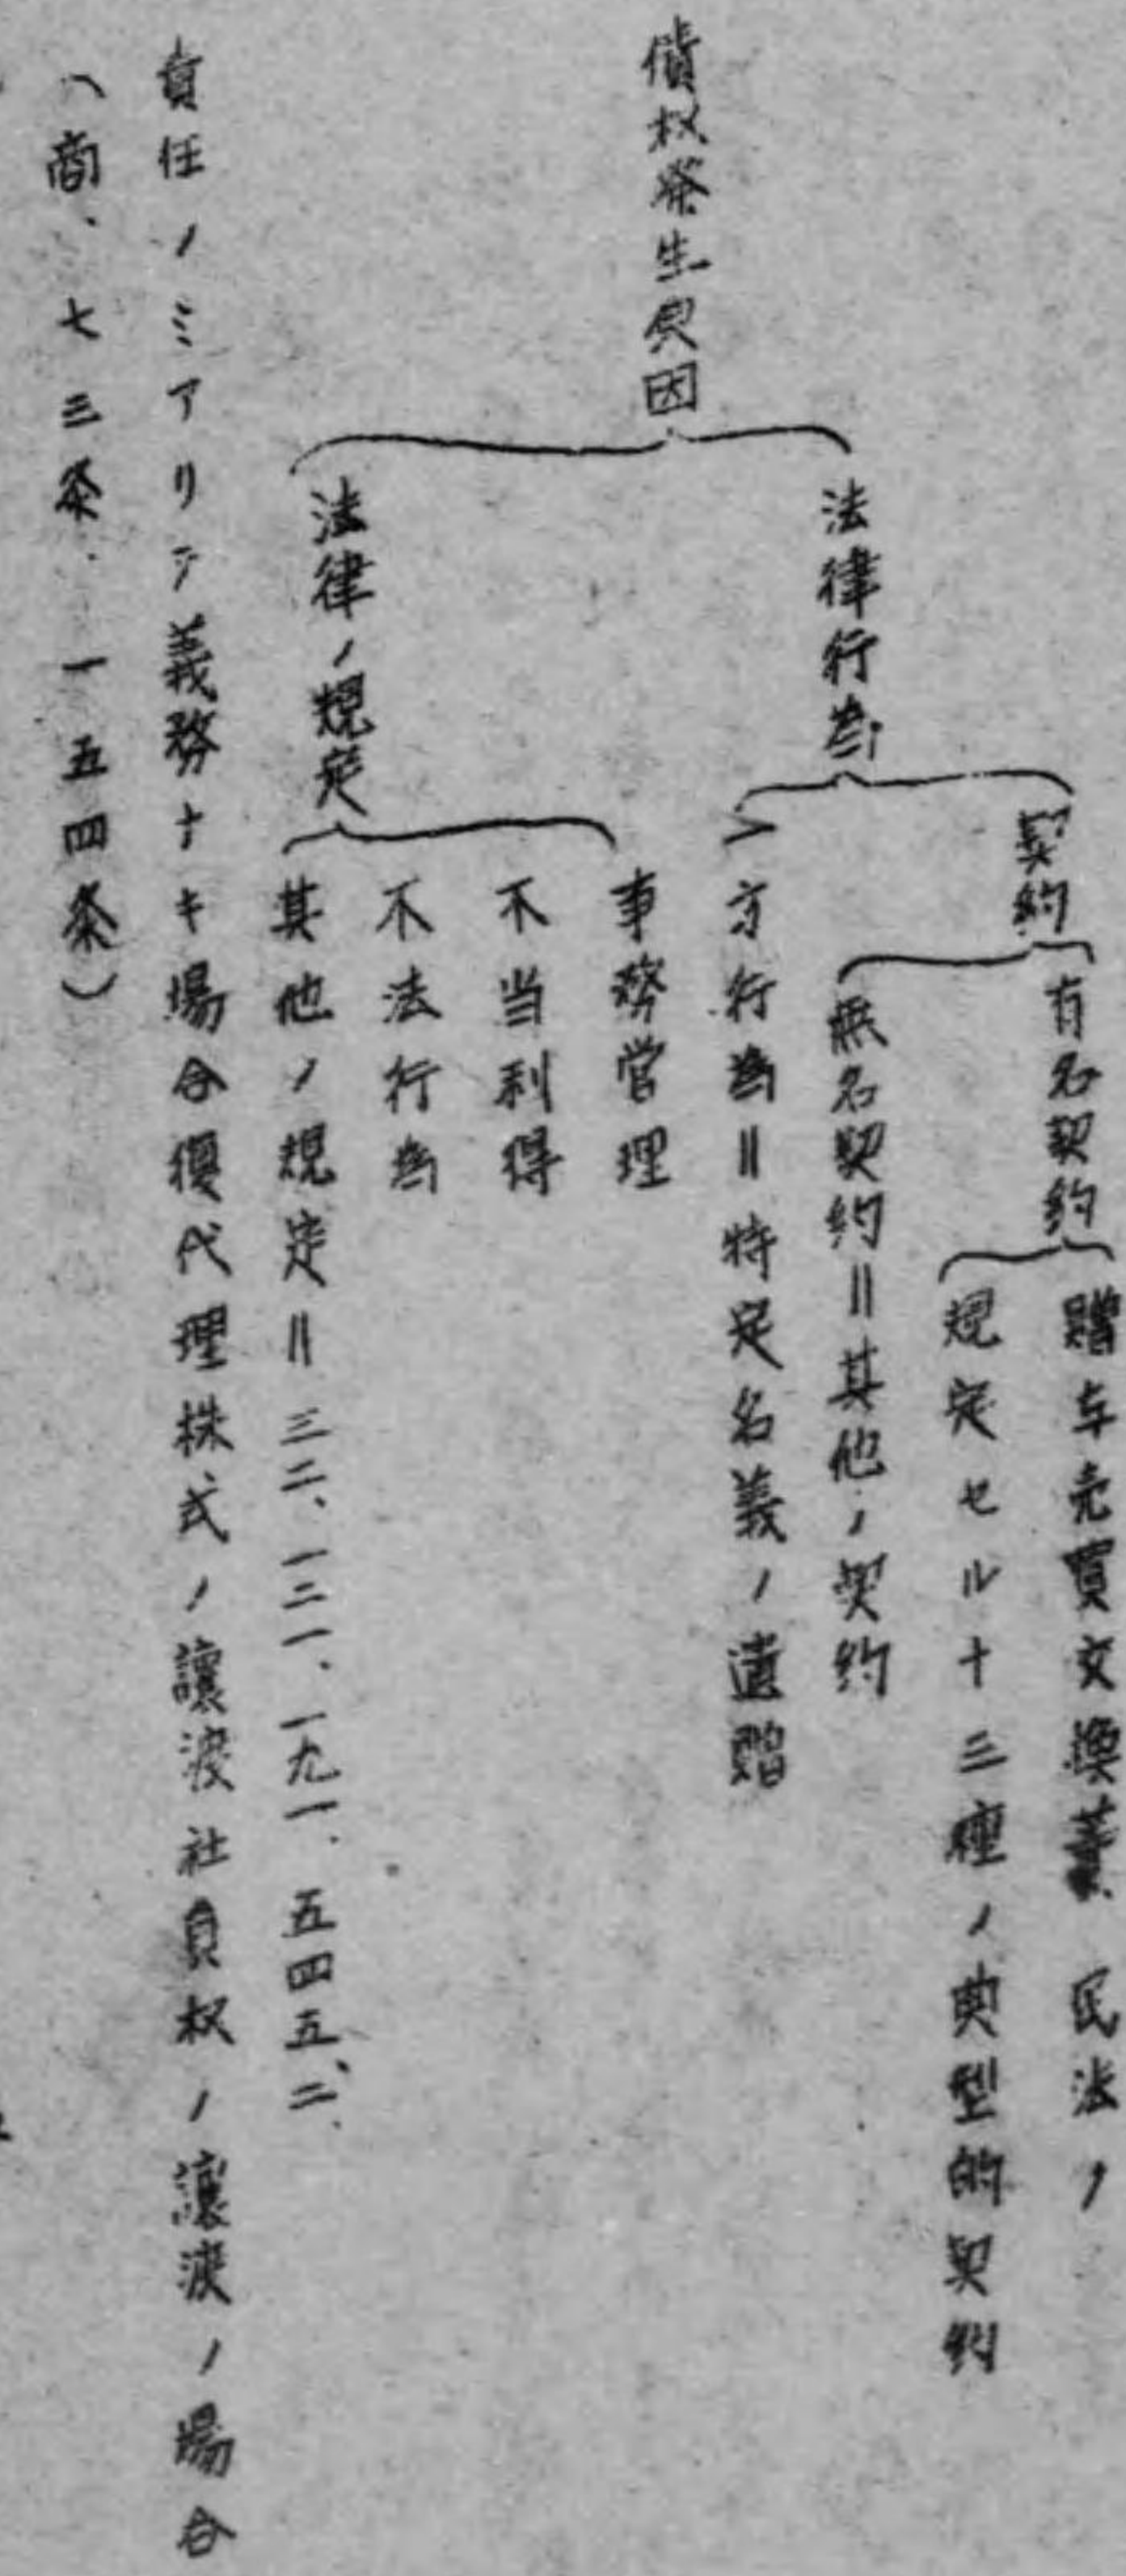 債权発生原因
法律行為
契約
有名契約
贈与売買交換等 民法ノ
規定セル十三種ノ典型的契約
無名契約＝其他ノ契約
一方行為＝特定名義ノ遺贈
法律ノ規定
事務管理
不当利得
不法行為
其他ノ規定＝三二、一三一、一九一、五四五、二、
責任ノミアリテ義務ナキ場合復代理株式ノ譲渡社員权ノ譲渡ノ場合
（商、七三条、一五四条）